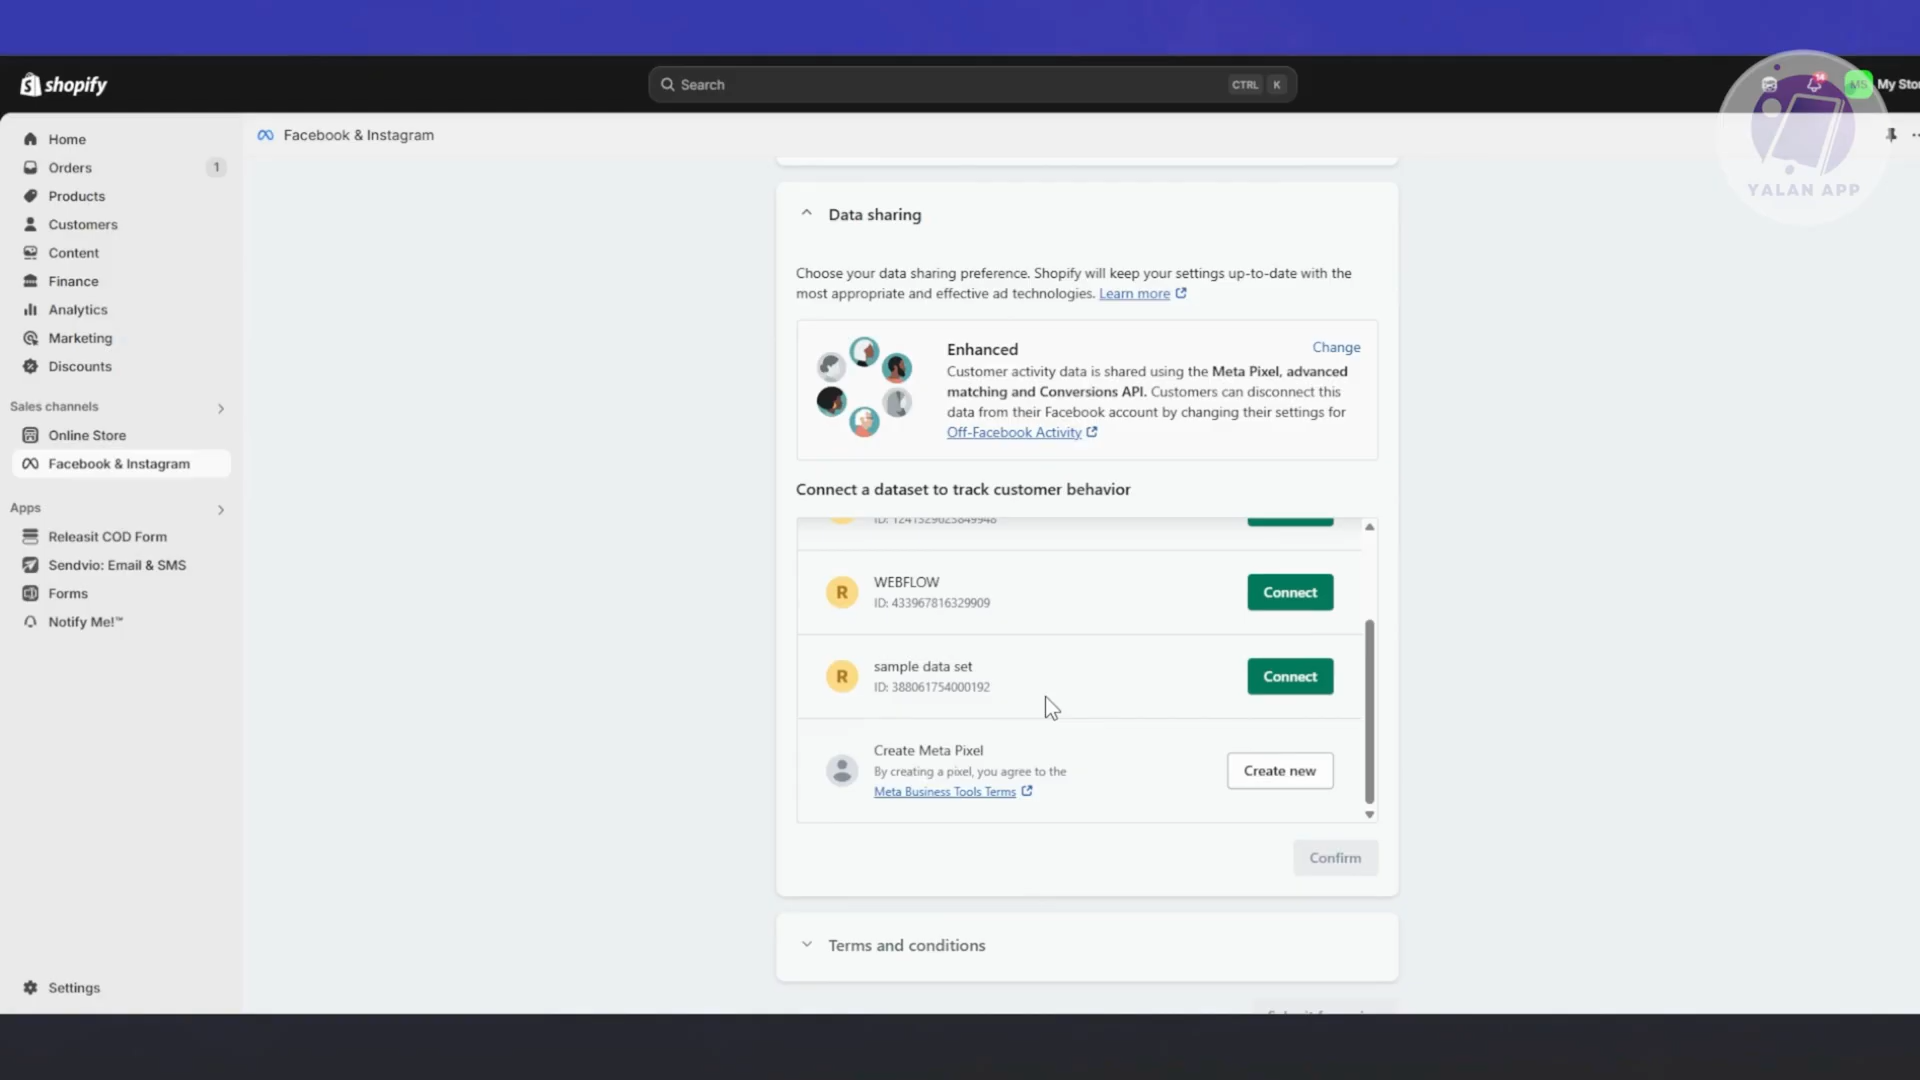 shopify
Search
CTRL K
MS
My Sto
YALAN APP
Home
Orders
1
Products
Customers
Content
Finance
Analytics
Marketing
Discounts
Sales channels
Online Store
Facebook & Instagram
Apps
Releasit COD Form
Sendvio: Email & SMS
Forms
Notify Me!™
Settings
Facebook & Instagram
Data sharing
Choose your data sharing preference. Shopify will keep your settings up-to-date with the
most appropriate and effective ad technologies. Learn more
Enhanced
Change
Customer activity data is shared using the Meta Pixel, advanced
matching and Conversions API. Customers can disconnect this
data from their Facebook account by changing their settings for
Off-Facebook Activity
Connect a dataset to track customer behavior
R
WEBFLOW
ID: 433967816329909
Connect
R
sample data set
ID: 388061754000192
Connect
Create Meta Pixel
By creating a pixel, you agree to the
Meta Business Tools Terms
Create new
Confirm
Terms and conditions